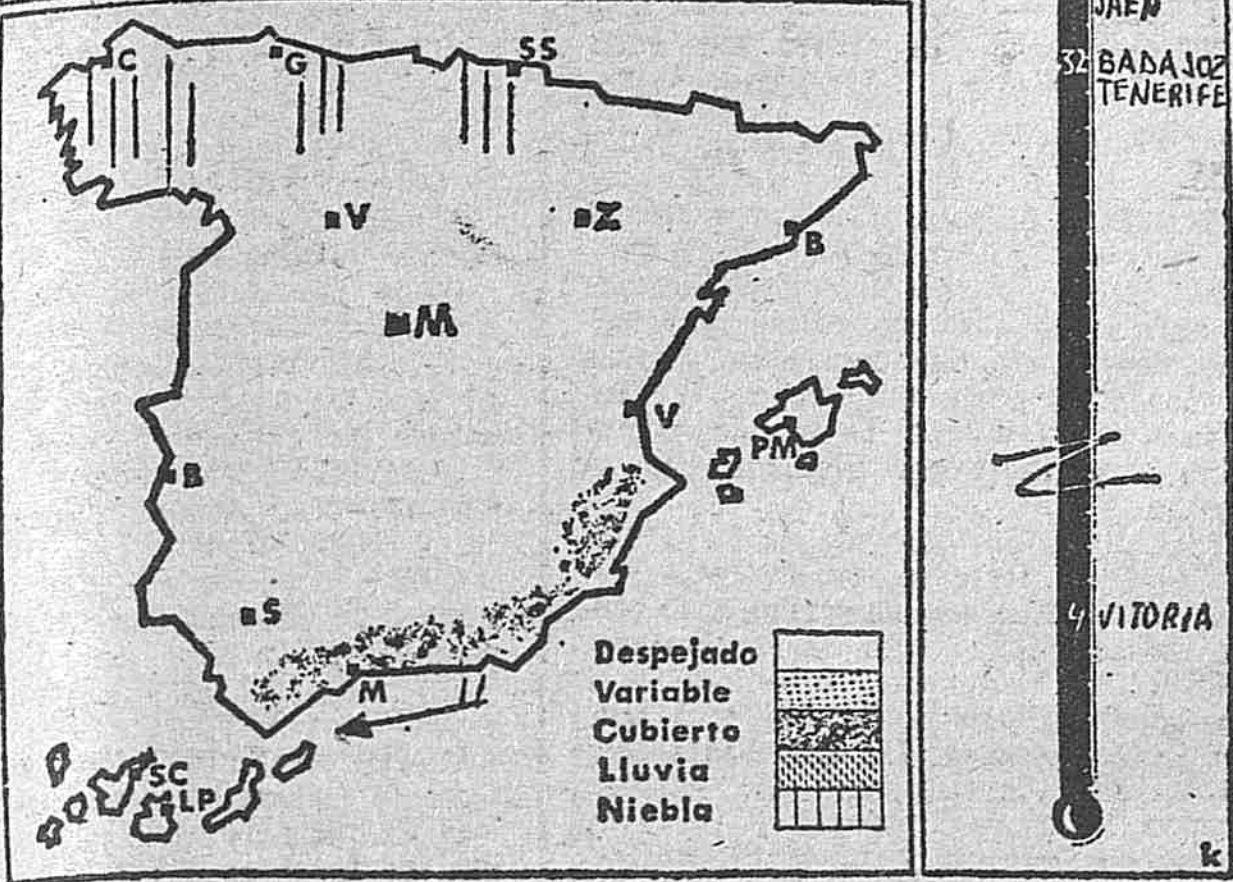 C
G
SS
V
Z
B
M
V
PM
B
S
M
SC
LP
Despejado
Variable
Cubierto
Lluvia
Niebla
JAEN
32 BADAJOZ
TENERIFE
4 VITORIA
k